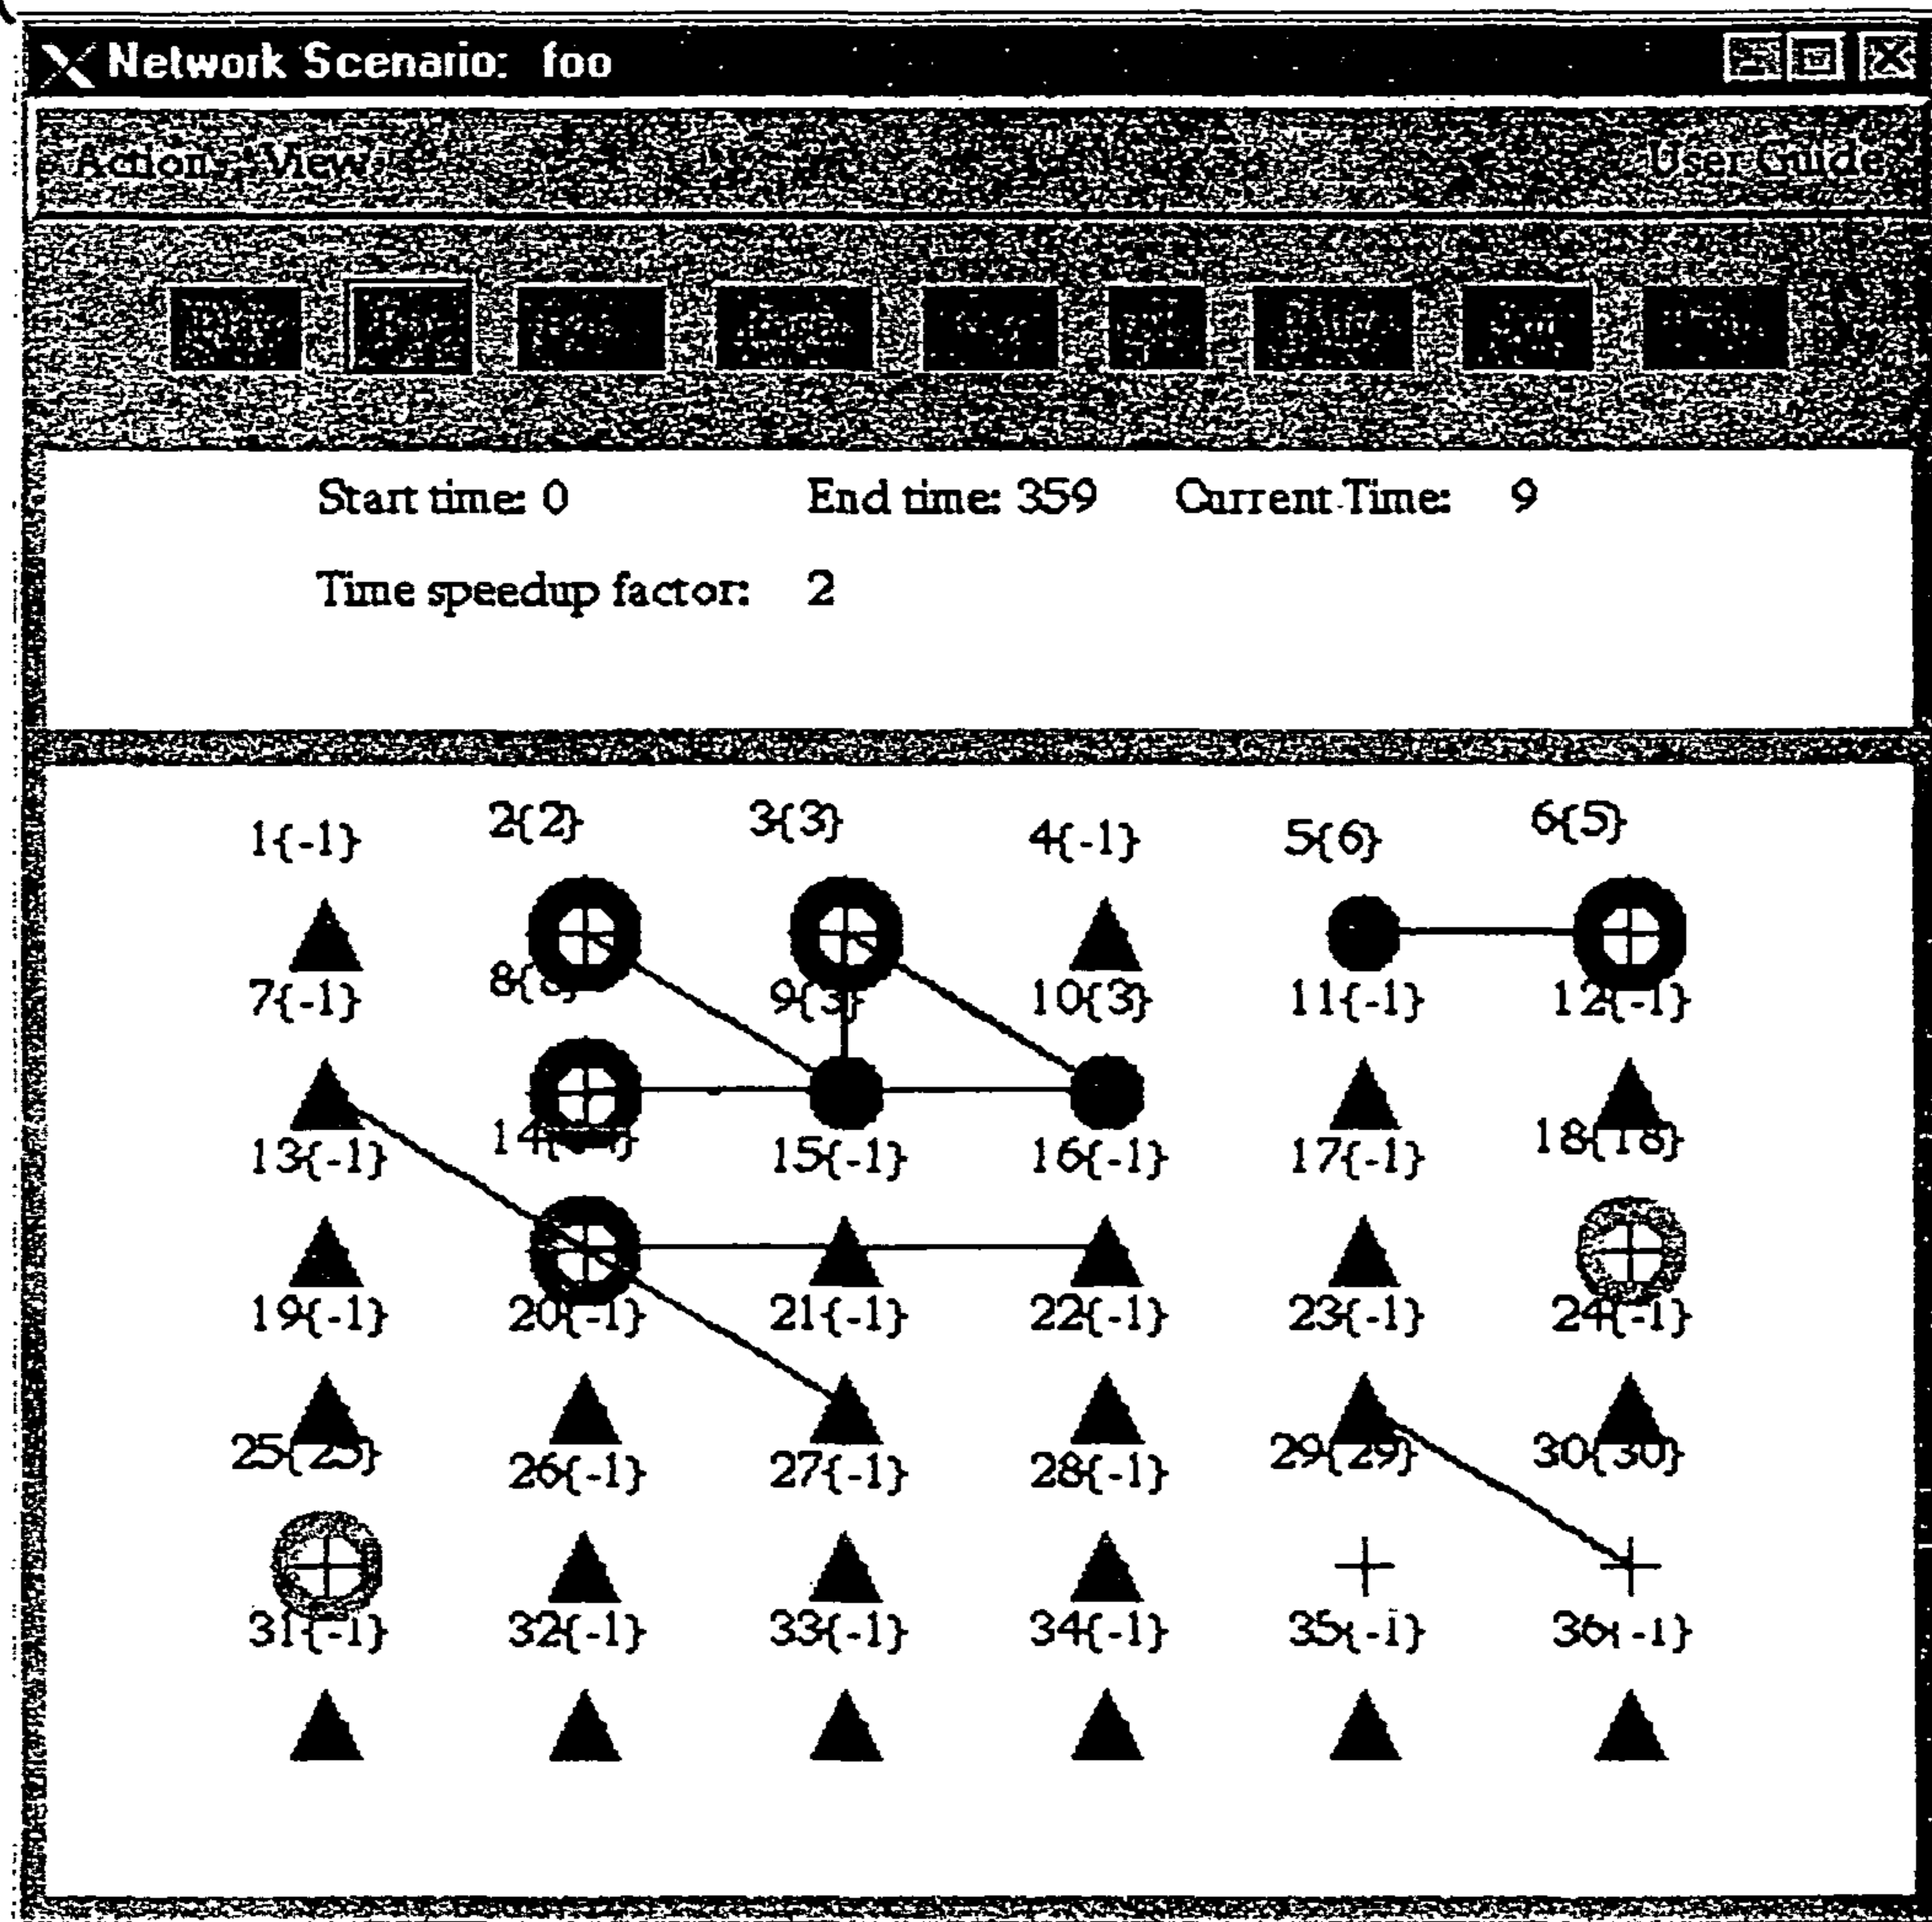 Network Scenario: foo
Actions View User Guide
Start time: 0 End time: 359 Current Time: 9
Time speedup factor: 2
1{-1} 2{2} 3{3} 4{-1} 5{6} 6{5}
7{-1} 9{3} 10{3} 11{-1} 12{-1}
13{-1} 15{-1} 16{-1} 17{-1} 18{18}
19{-1} 20{-1} 21{-1} 22{-1} 23{-1} 24{-1}
25{25} 26{-1} 27{-1} 28{-1} 29{29} 30{30}
31{-1} 32{-1} 33{-1} 34{-1} 35{-1} 36{-1}